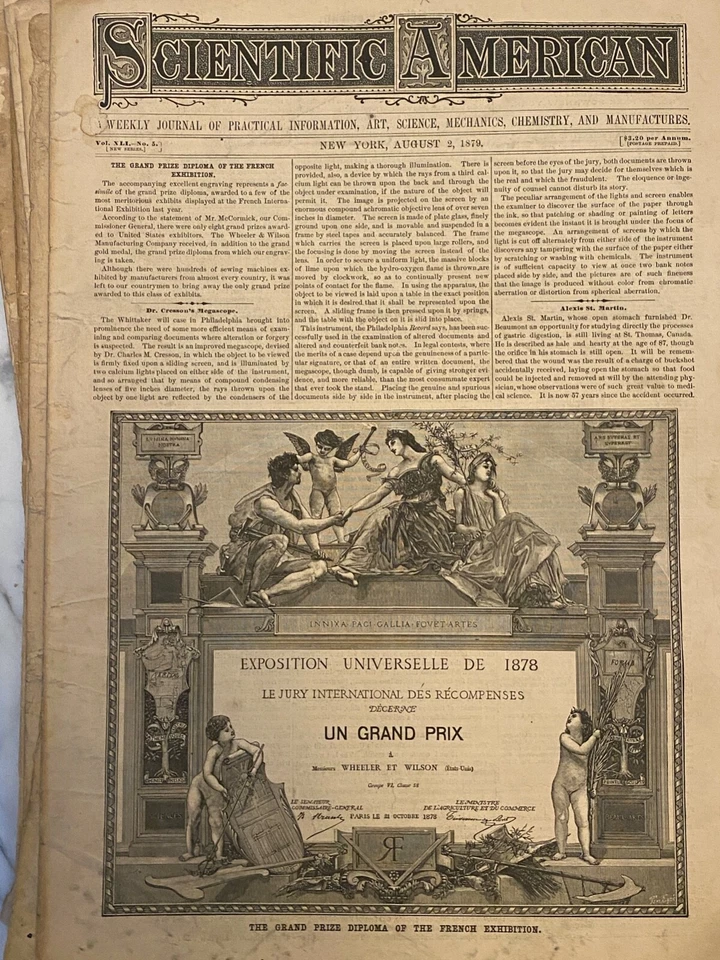 SCIENTIFIC AMERICAN
A WEEKLY JOURNAL OF PRACTICAL INFORMATION, ART, SCIENCE, MECHANICS, CHEMISTRY, AND MANUFACTURES.
Vol. XLI.—No. 5.
[NEW SERIES.]
NEW YORK, AUGUST 2, 1879.
[$3.20 per Annum.
[POSTAGE PREPAID.]
THE GRAND PRIZE DIPLOMA OF THE FRENCH
EXHIBITION.
The accompanying excellent engraving represents a fac-
simile of the grand prize diploma, awarded to a few of the
most meritorious exhibits displayed at the French Interna-
tional Exhibition last year.
According to the statement of Mr. McCormick, our Com-
missioner General, there were only eight grand prizes award-
ed to United States exhibitors. The Wheeler & Wilson
Manufacturing Company received, in addition to the grand
gold medal, the grand prize diploma from which our engrav-
ing is taken.
Although there were hundreds of sewing machines ex-
hibited by manufacturers from almost every country, it was
left to our countrymen to bring away the only grand prize
awarded to this class of exhibits.
Dr. Cresson's Megascope.
The Whittaker will case in Philadelphia brought into
prominence the need of some more efficient means of exam-
ining and comparing documents where alteration or forgery
is suspected. The result is an improved megascope, devised
by Dr. Charles M. Cresson, in which the object to be viewed
is firmly fixed upon a sliding screen, and is illuminated by
two calcium lights placed on either side of the instrument,
and so arranged that by means of compound condensing
lenses of five inches diameter, the rays thrown upon the
object by one light are reflected by the condensers of the
opposite light, making a thorough illumination. There is
provided, also, a device by which the rays from a third cal-
cium light can be thrown upon the back and through the
object under examination, if the nature of the object will
permit it. The image is projected on the screen by an
enormous compound achromatic objective lens of over seven
inches in diameter. The screen is made of plate glass, finely
ground upon one side, and is movable and suspended in a
frame by steel tapes and accurately balanced. The frame
which carries the screen is placed upon large rollers, and
the focusing is done by moving the screen instead of the
lens. In order to secure a uniform light, the massive blocks
of lime upon which the hydro-oxygen flame is thrown are
moved by clockwork, so as to continually present new
points of contact for the flame. In using the apparatus, the
object to be viewed is laid upon a table in the exact position
in which it is desired that it shall be represented upon the
screen. A sliding frame is then pressed upon it by springs,
and the table with the object on it is slid into place.
This instrument, the Philadelphia Record says, has been suc-
cessfully used in the examination of altered documents and
altered and counterfeit bank notes. In legal contests, where
the merits of a case depend upon the genuineness of a partic-
ular signature, or that of an entire written document, the
megascope, though dumb, is capable of giving stronger evi-
dence, and more reliable, than the most consummate expert
that ever took the stand. Placing the genuine and spurious
documents side by side in the instrument, after placing the
screen before the eyes of the jury, both documents are thrown
upon it, so that the jury may decide for themselves which is
the real and which the fraudulent. The eloquence or inge-
nuity of counsel cannot disturb its story.
The peculiar arrangement of the lights and screen enables
the examiner to discover the surface of the paper through
the ink, so that patching or shading or painting of letters
becomes evident the instant it is brought under the focus of
the megascope. An arrangement of screens by which the
light is cut off alternately from either side of the instrument
discovers any tampering with the surface of the paper either
by scratching or washing with chemicals. The instrument
is of sufficient capacity to view at once two bank notes
placed side by side, and the pictures are of such fineness
that the image is produced without color from chromatic
aberration or distortion from spherical aberration.
Alexis St. Martin.
Alexis St. Martin, whose open stomach furnished Dr.
Beaumont an opportunity for studying directly the processes
of gastric digestion, is still living at St. Thomas, Canada.
He is described as hale and hearty at the age of 87, though
the orifice in his stomach is still open. It will be remem-
bered that the wound was the result of a charge of buckshot
accidentally received, laying open the stomach so that food
could be injected and removed at will by the attending phy-
sician, whose observations were of such great value to medi-
cal science. It is now 57 years since the accident occurred.
INNIXA·PACI·GALLIA·FOVET·ARTES
EXPOSITION UNIVERSELLE DE 1878
LE JURY INTERNATIONAL DES RÉCOMPENSES
DÉCERNE
UN GRAND PRIX
à
Messieurs WHEELER ET WILSON (États-Unis)
Groupe VI, Classe 58
LE SENATEUR
COMMISSAIRE-GENERAL
LE MINISTRE
DE L'AGRICULTURE ET DU COMMERCE
PARIS LE 21 OCTOBRE 1878
RF
THE GRAND PRIZE DIPLOMA OF THE FRENCH EXHIBITION.